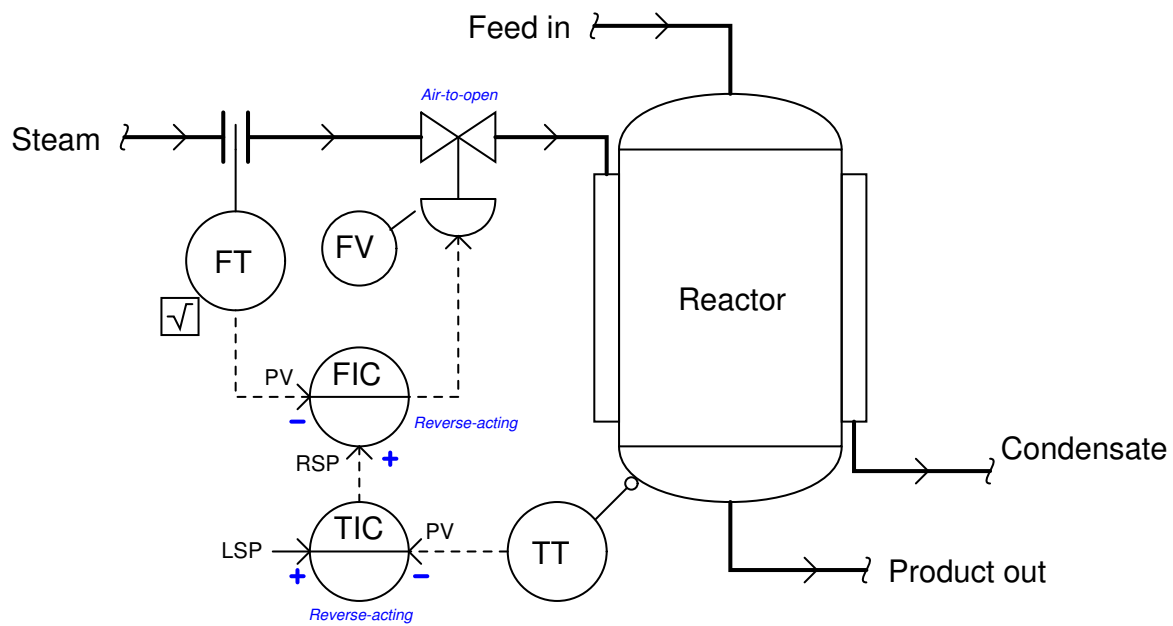 Feed in
Air-to-open
Steam
FT
FV
√
Reactor
PV
FIC
−
Reverse-acting
RSP
+
Condensate
TIC
PV
LSP
TT
+
−
Reverse-acting
Product out